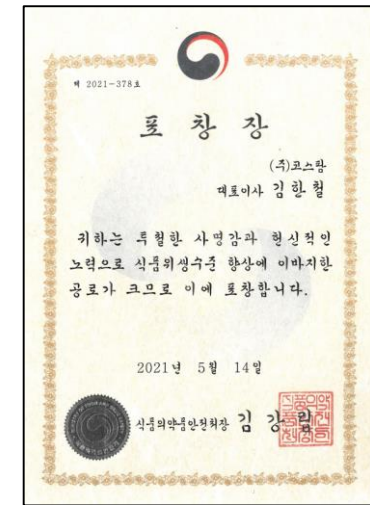 제 2021-378호
표 창 장
(주)코스팜
대표이사 김한철
귀하는 투철한 사명감과 헌신적인
노력으로 식품위생수준 향상에 이바지한
공로가 크므로 이에 표창합니다.
2021년 5월 14일
식품의약품안전처장 김 강 립